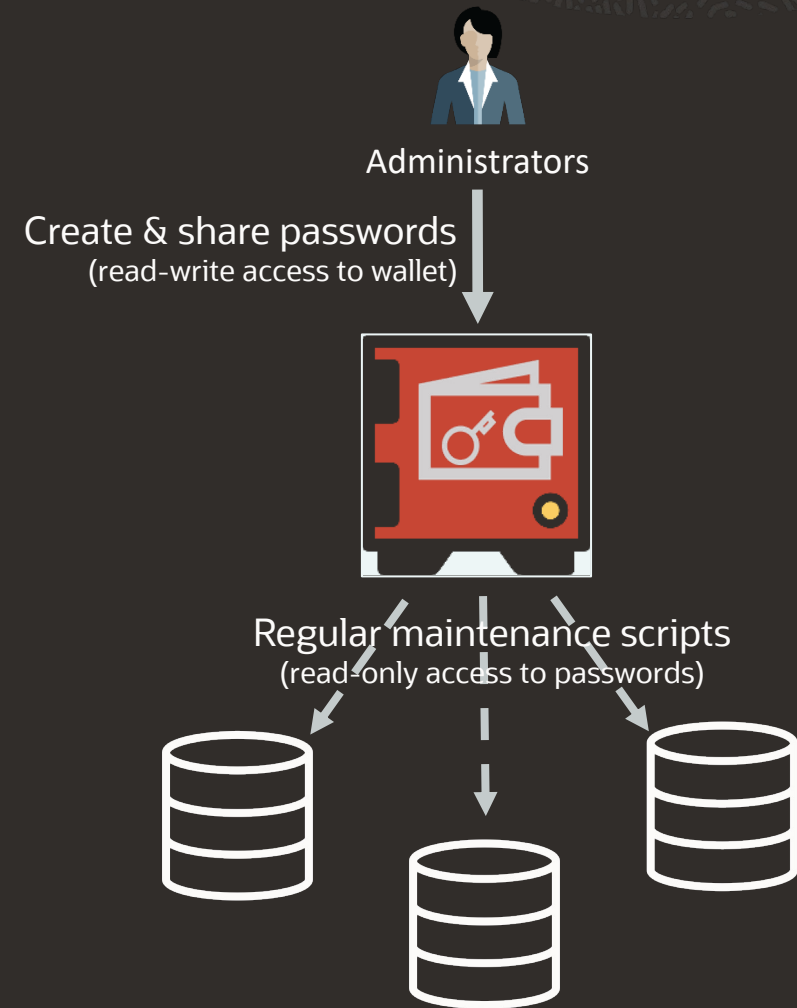 Administrators
Create & share passwords
(read-write access to wallet)
Regular maintenance scripts
(read-only access to passwords)